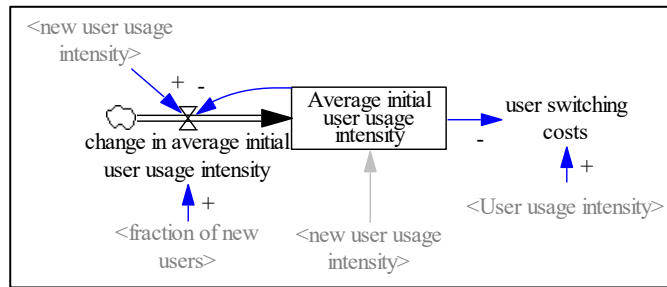 <new user usage
intensity>
+
-
Average initial
user usage
intensity
change in average initial
user usage intensity
user switching
costs
-
+
+
<fraction of new
users>
<new user usage
intensity>
<User usage intensity>